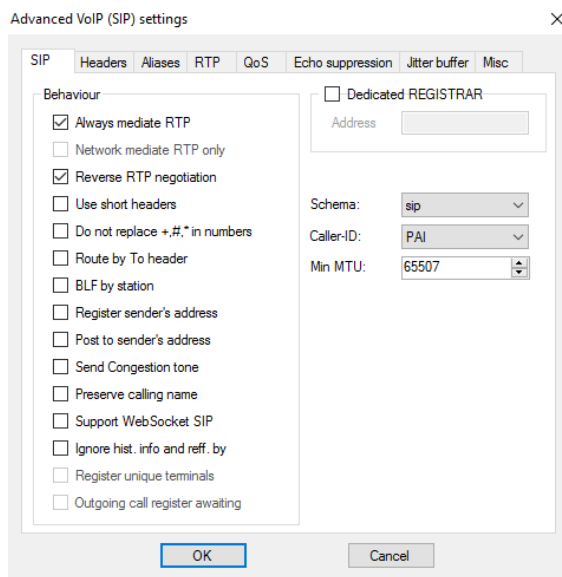 Advanced VoIP (SIP) settings
SIP Headers Aliases RTP QoS Echo suppression Jitter buffer Misc
Behaviour
Always mediate RTP
Network mediate RTP only
Reverse RTP negotiation
Use short headers
Do not replace +,#,* in numbers
Route by To header
BLF by station
Register sender's address
Post to sender's address
Send Congestion tone
Preserve calling name
Support WebSocket SIP
Ignore hist. info and reff. by
Register unique terminals
Outgoing call register awaiting
Dedicated REGISTRAR
Address
Schema: sip
Caller-ID: PAI
Min MTU: 65507
OK Cancel